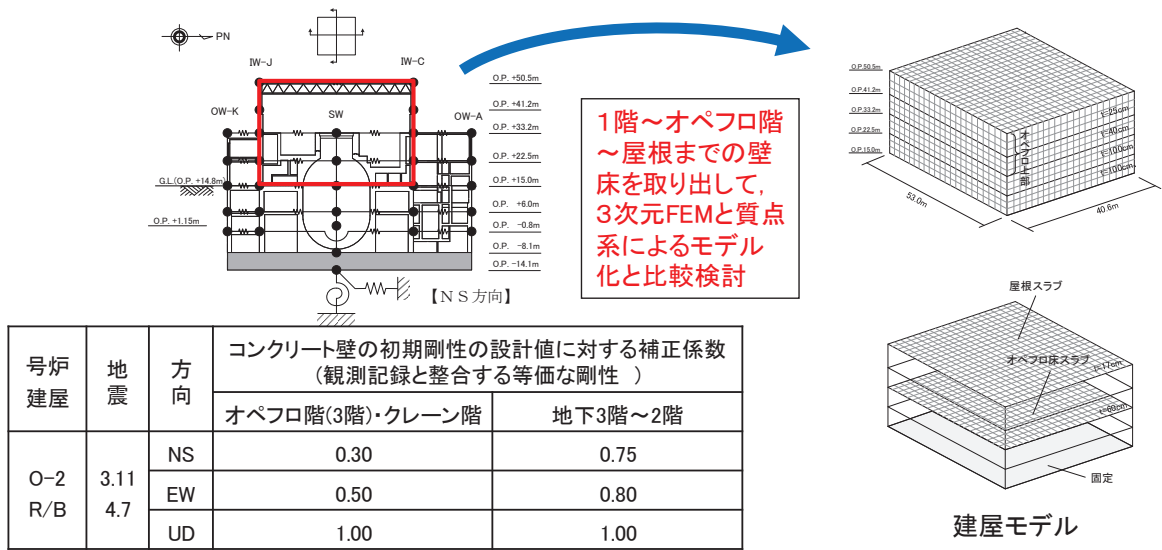 PN
IW-J
IW-C
OW-K
SW
OW-A
O.P. +50.5m
O.P. +41.2m
O.P. +33.2m
O.P. +22.5m
G.L.(O.P. +14.8m)
O.P. +15.0m
O.P. +6.0m
O.P. +1.15m
O.P. -0.8m
O.P. -8.1m
O.P. -14.1m
【NS方向】
1階～オペフロ階
～屋根までの壁
床を取り出して,
3次元FEMと質点
系によるモデル
化と比較検討
O.P.50.5m
O.P.41.2m
O.P.33.2m
O.P.22.5m
O.P.15.0m
オペフロ上部
t=25cm
t=40cm
t=100cm
t=100cm
53.0m
40.6m
屋根スラブ
オペフロ床スラブ
t=17cm
t=60cm
固定
建屋モデル
号炉
建屋
地
震
方
向
コンクリート壁の初期剛性の設計値に対する補正係数
(観測記録と整合する等価な剛性 )
オペフロ階(3階)・クレーン階
地下3階～2階
O-2
R/B
3.11
4.7
NS 0.30 0.75
EW 0.50 0.80
UD 1.00 1.00